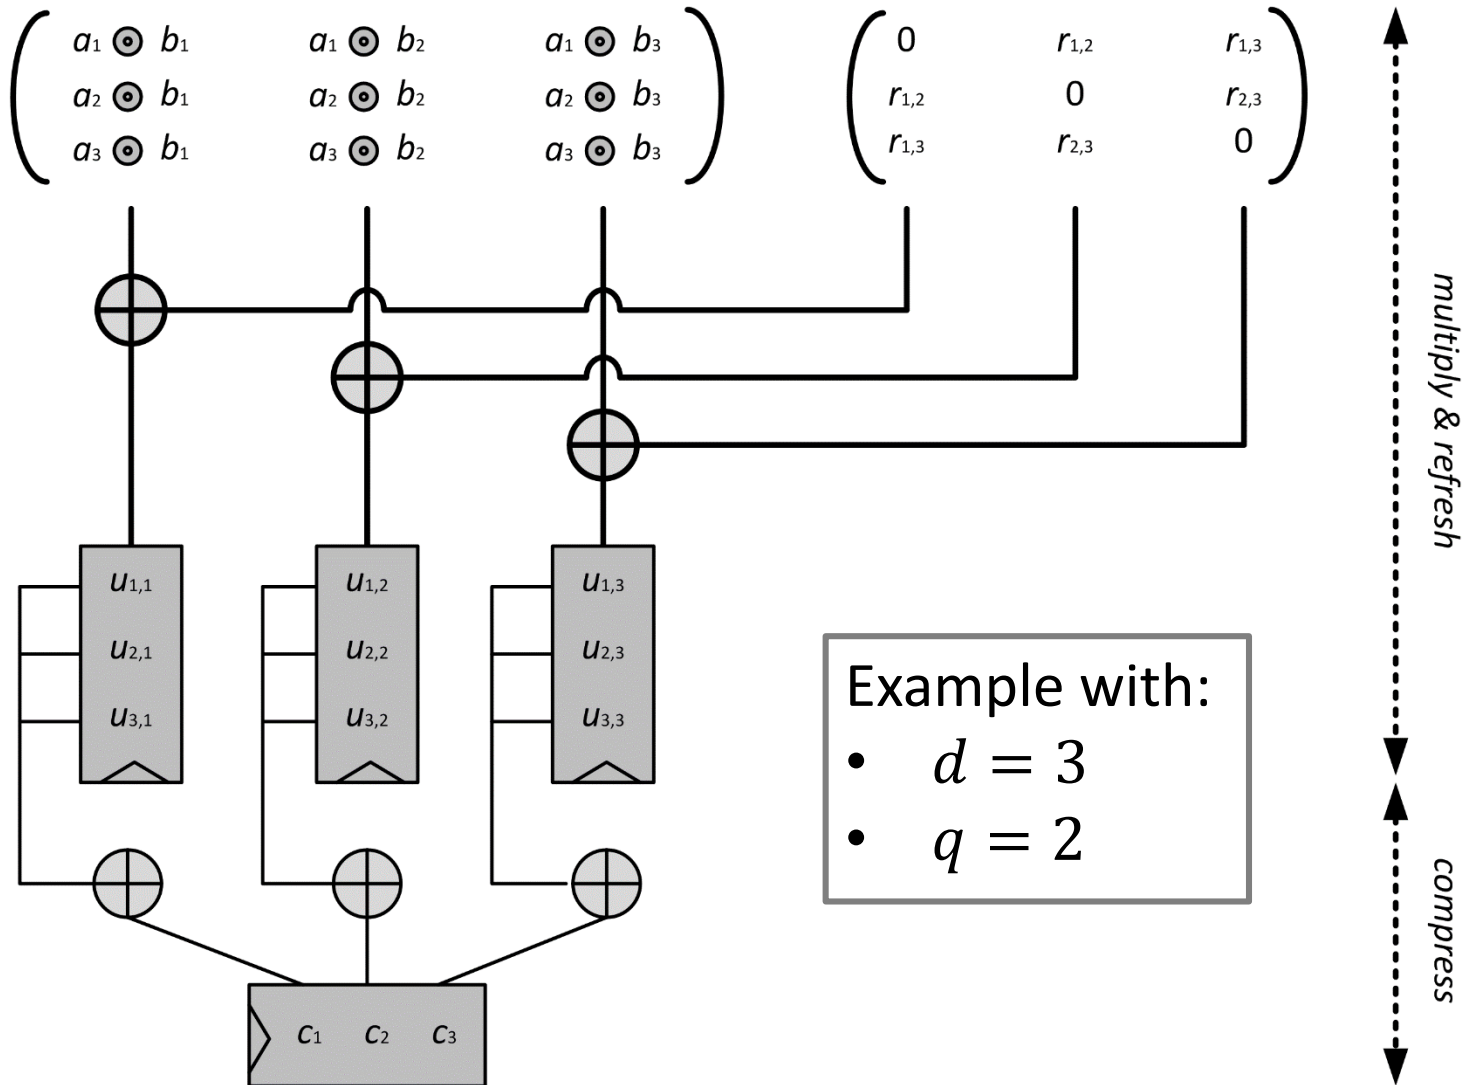 a1 ⊙ b1 a1 ⊙ b2 a1 ⊙ b3 0 r1,2 r1,3
a2 ⊙ b1 a2 ⊙ b2 a2 ⊙ b3 r1,2 0 r2,3
a3 ⊙ b1 a3 ⊙ b2 a3 ⊙ b3 r1,3 r2,3 0
multiply & refresh
u1,1 u1,2 u1,3
u2,1 u2,2 u2,3
u3,1 u3,2 u3,3
Example with:
• d = 3
• q = 2
compress
c1 c2 c3